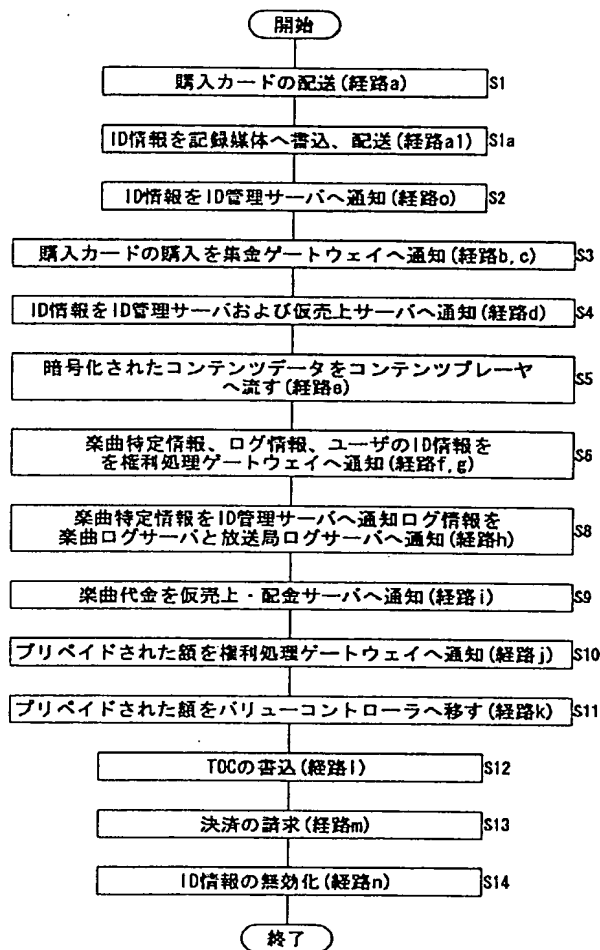 開始
購入カードの配送(経路a) S1
ID情報を記録媒体へ書込、配送(経路a1) S1a
ID情報をID管理サーバへ通知(経路o) S2
購入カードの購入を集金ゲートウェイへ通知(経路b,c) S3
ID情報をID管理サーバおよび仮売上サーバへ通知(経路d) S4
暗号化されたコンテンツデータをコンテンツプレーヤ
へ流す(経路e) S5
楽曲特定情報、ログ情報、ユーザのID情報を
を権利処理ゲートウェイへ通知(経路f,g) S6
楽曲特定情報をID管理サーバへ通知ログ情報を
楽曲ログサーバと放送局ログサーバへ通知(経路h) S8
楽曲代金を仮売上・配金サーバへ通知(経路i) S9
プリペイドされた額を権利処理ゲートウェイへ通知(経路j) S10
プリペイドされた額をバリューコントローラへ移す(経路k) S11
TOCの書込(経路l) S12
決済の請求(経路m) S13
ID情報の無効化(経路n) S14
終了